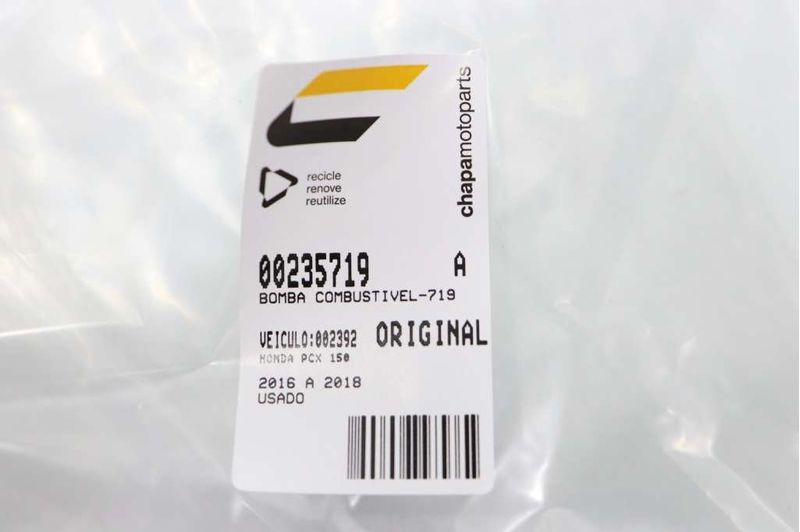 chapamotoparts
recicle
renove
reutilize
00235719 A
BOMBA COMBUSTIVEL-719
VEICULO:002392 ORIGINAL
HONDA PCX 150
2016 A 2018
USADO